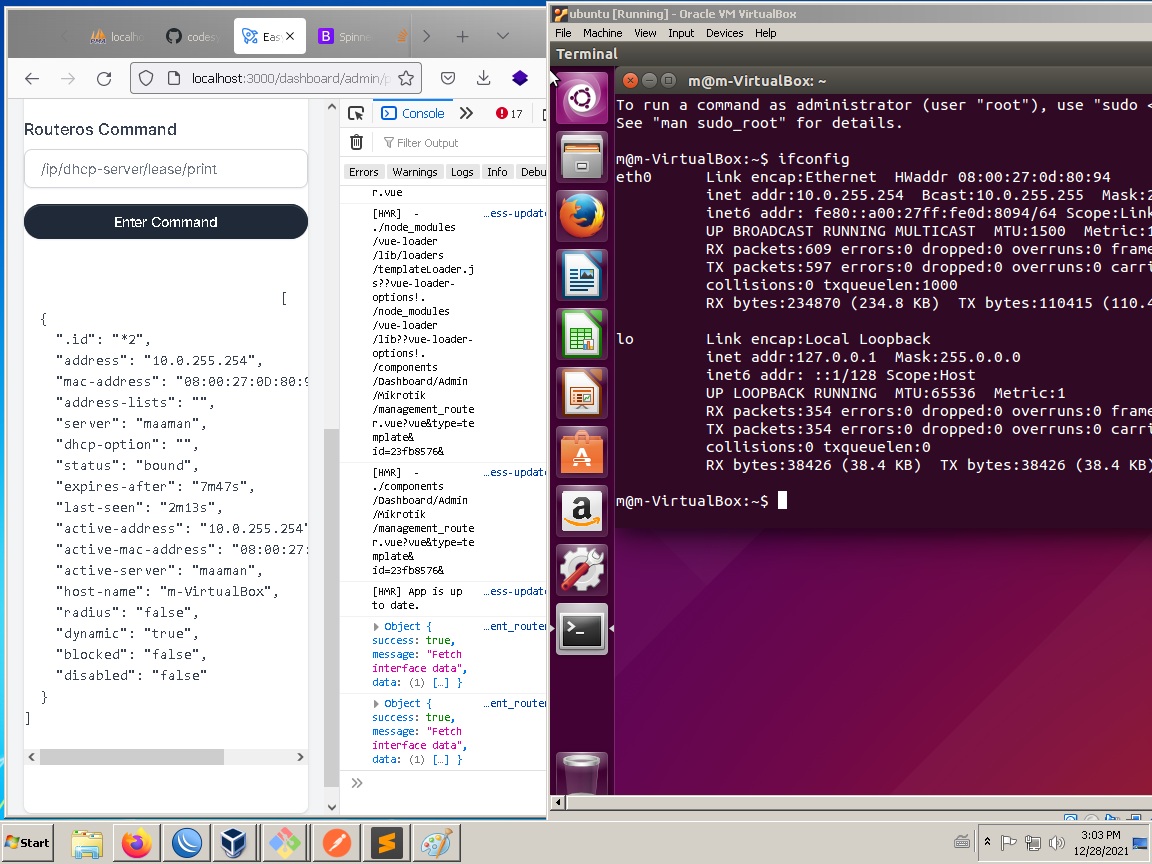 ubuntu [Running] - Oracle VM VirtualBox
File Machine View Input Devices Help
Terminal
m@m-VirtualBox: ~
To run a command as administrator (user "root"), use "sudo <
See "man sudo_root" for details.
m@m-VirtualBox:~$ ifconfig
eth0 Link encap:Ethernet HWaddr 08:00:27:0d:80:94
inet addr:10.0.255.254 Bcast:10.0.255.255 Mask:2
inet6 addr: fe80::a00:27ff:fe0d:8094/64 Scope:Link
UP BROADCAST RUNNING MULTICAST MTU:1500 Metric:1
RX packets:609 errors:0 dropped:0 overruns:0 frame
TX packets:597 errors:0 dropped:0 overruns:0 carri
collisions:0 txqueuelen:1000
RX bytes:234870 (234.8 KB) TX bytes:110415 (110.4
lo Link encap:Local Loopback
inet addr:127.0.0.1 Mask:255.0.0.0
inet6 addr: ::1/128 Scope:Host
UP LOOPBACK RUNNING MTU:65536 Metric:1
RX packets:354 errors:0 dropped:0 overruns:0 frame
TX packets:354 errors:0 dropped:0 overruns:0 carri
collisions:0 txqueuelen:0
RX bytes:38426 (38.4 KB) TX bytes:38426 (38.4 KB)
m@m-VirtualBox:~$
localho codes Eas Spinne
localhost:3000/dashboard/admin/p
Routeros Command
/ip/dhcp-server/lease/print
Enter Command
[
{
".id": "*2",
"address": "10.0.255.254",
"mac-address": "08:00:27:0D:80:9
"address-lists": "",
"server": "maaman",
"dhcp-option": "",
"status": "bound",
"expires-after": "7m47s",
"last-seen": "2m13s",
"active-address": "10.0.255.254"
"active-mac-address": "08:00:27:
"active-server": "maaman",
"host-name": "m-VirtualBox",
"radius": "false",
"dynamic": "true",
"blocked": "false",
"disabled": "false"
}
]
Console 17
Filter Output
Errors Warnings Logs Info Debu
r.vue
[HMR] - …ess-update
./node_modules
/vue-loader
/lib/loaders
/templateLoader.j
s??vue-loader-
options!.
/node_modules
/vue-loader
/lib??vue-loader-
options!.
/components
/Dashboard/Admin
/Mikrotik
/management_route
r.vue?vue&type=te
mplate&
id=23fb8576&
[HMR] - …ess-update
./components
/Dashboard/Admin
/Mikrotik
/management_route
r.vue?vue&type=te
mplate&
id=23fb8576&
[HMR] App is up …ess-update
to date.
Object { …ent_router
success: true,
message: "Fetch
interface data",
data: (1) […] }
Object { …ent_router
success: true,
message: "Fetch
interface data",
data: (1) […] }
Start
3:03 PM
12/28/2021